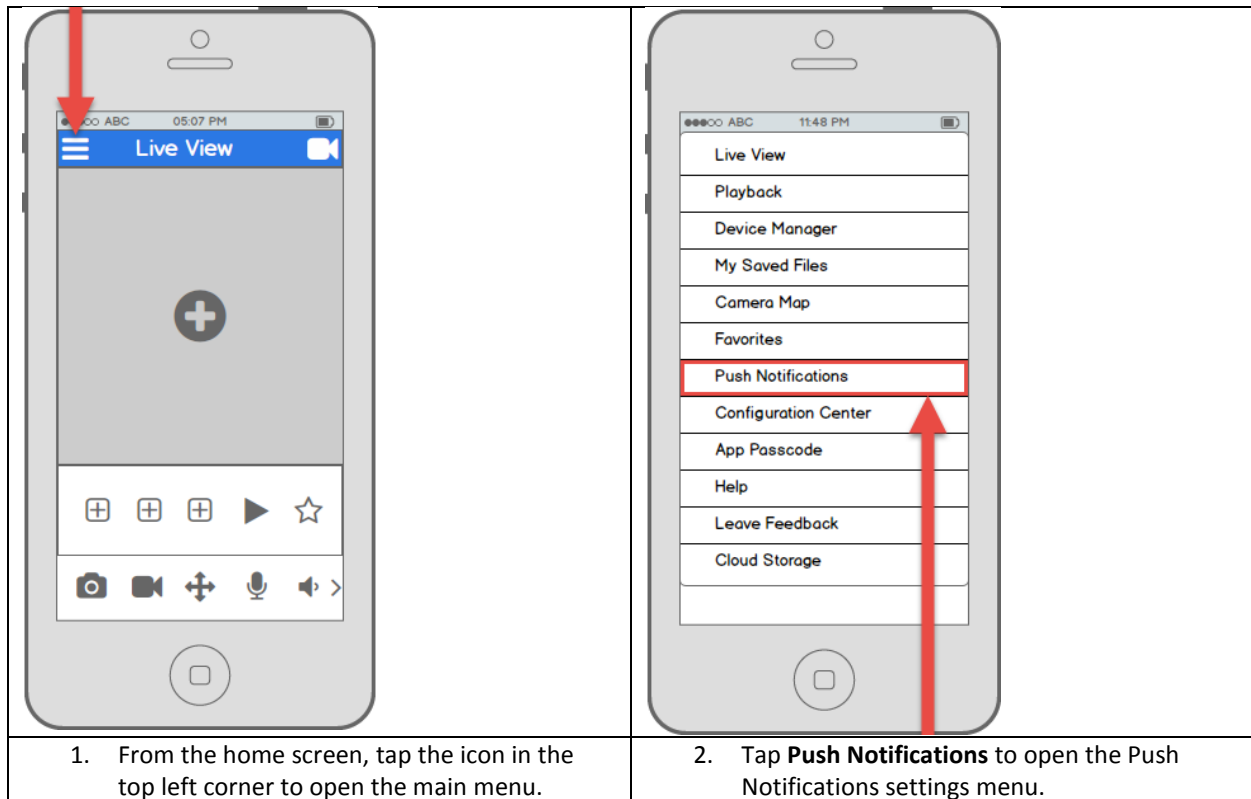 ABC 05:07 PM
Live View
1. From the home screen, tap the icon in the
top left corner to open the main menu.
ABC 11:48 PM
Live View
Playback
Device Manager
My Saved Files
Camera Map
Favorites
Push Notifications
Configuration Center
App Passcode
Help
Leave Feedback
Cloud Storage
2. Tap Push Notifications to open the Push
Notifications settings menu.